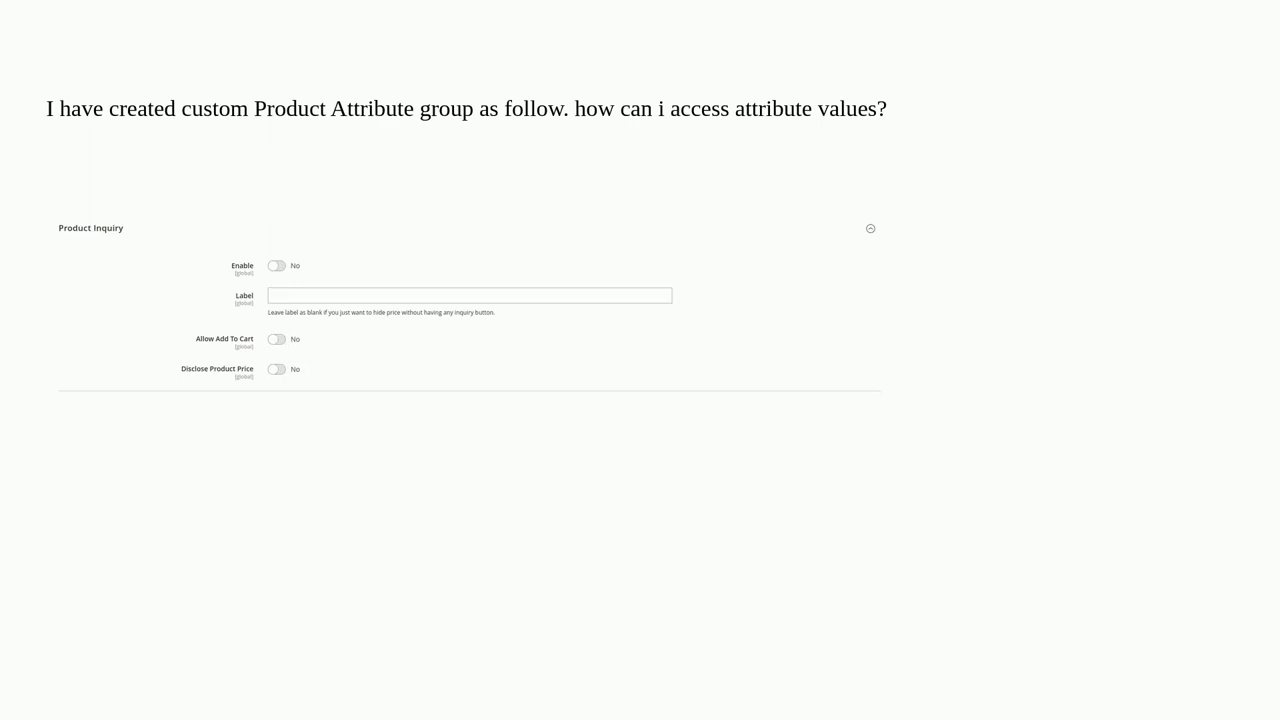 I have created custom Product Attribute group as follow. how can i access attribute values?
Product Inquiry
Enable
[global]
No
Label
[global]
Leave label as blank if you just want to hide price without having any inquiry button.
Allow Add To Cart
[global]
No
Disclose Product Price
[global]
No